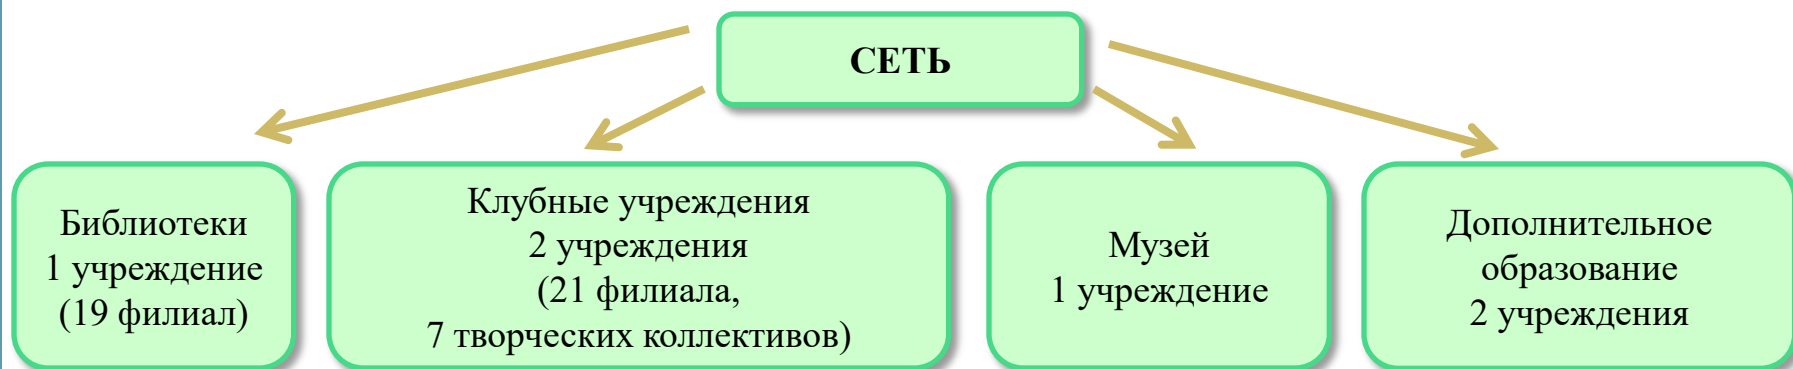 СЕТЬ
Библиотеки
1 учреждение
(19 филиал)
Клубные учреждения
2 учреждения
(21 филиала,
7 творческих коллективов)
Музей
1 учреждение
Дополнительное
образование
2 учреждения